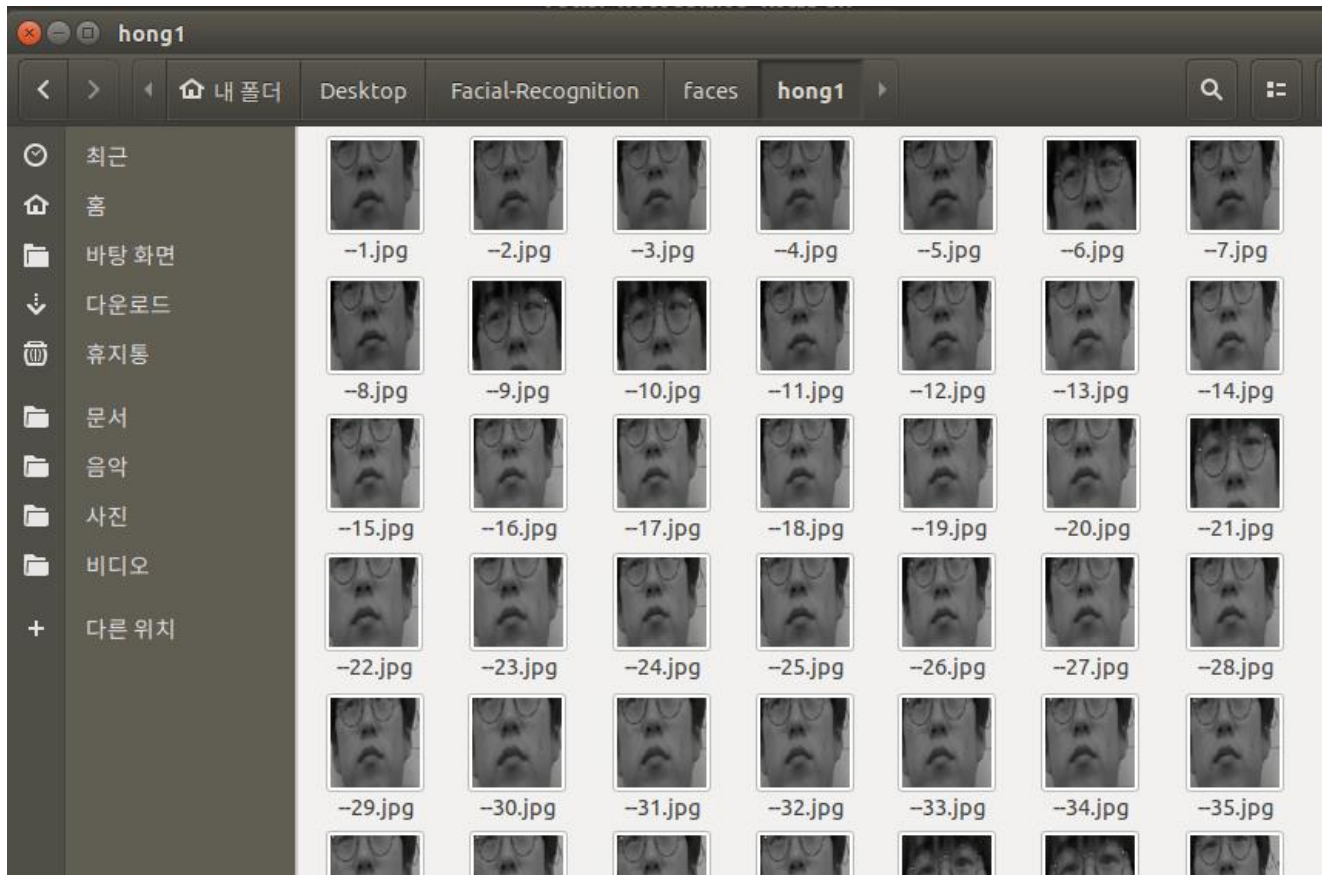 hong1
내 폴더 Desktop Facial-Recognition faces hong1
최근
홈
바탕 화면
다운로드
휴지통
문서
음악
사진
비디오
다른 위치
--1.jpg --2.jpg --3.jpg --4.jpg --5.jpg --6.jpg --7.jpg
--8.jpg --9.jpg --10.jpg --11.jpg --12.jpg --13.jpg --14.jpg
--15.jpg --16.jpg --17.jpg --18.jpg --19.jpg --20.jpg --21.jpg
--22.jpg --23.jpg --24.jpg --25.jpg --26.jpg --27.jpg --28.jpg
--29.jpg --30.jpg --31.jpg --32.jpg --33.jpg --34.jpg --35.jpg